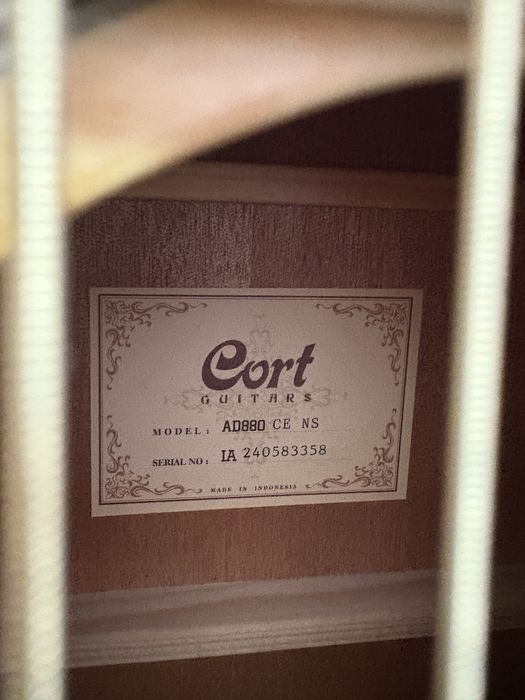 Cort
GUITARS
MODEL: AD880 CE NS
SERIAL NO: IA 240583358
MADE IN INDONESIA